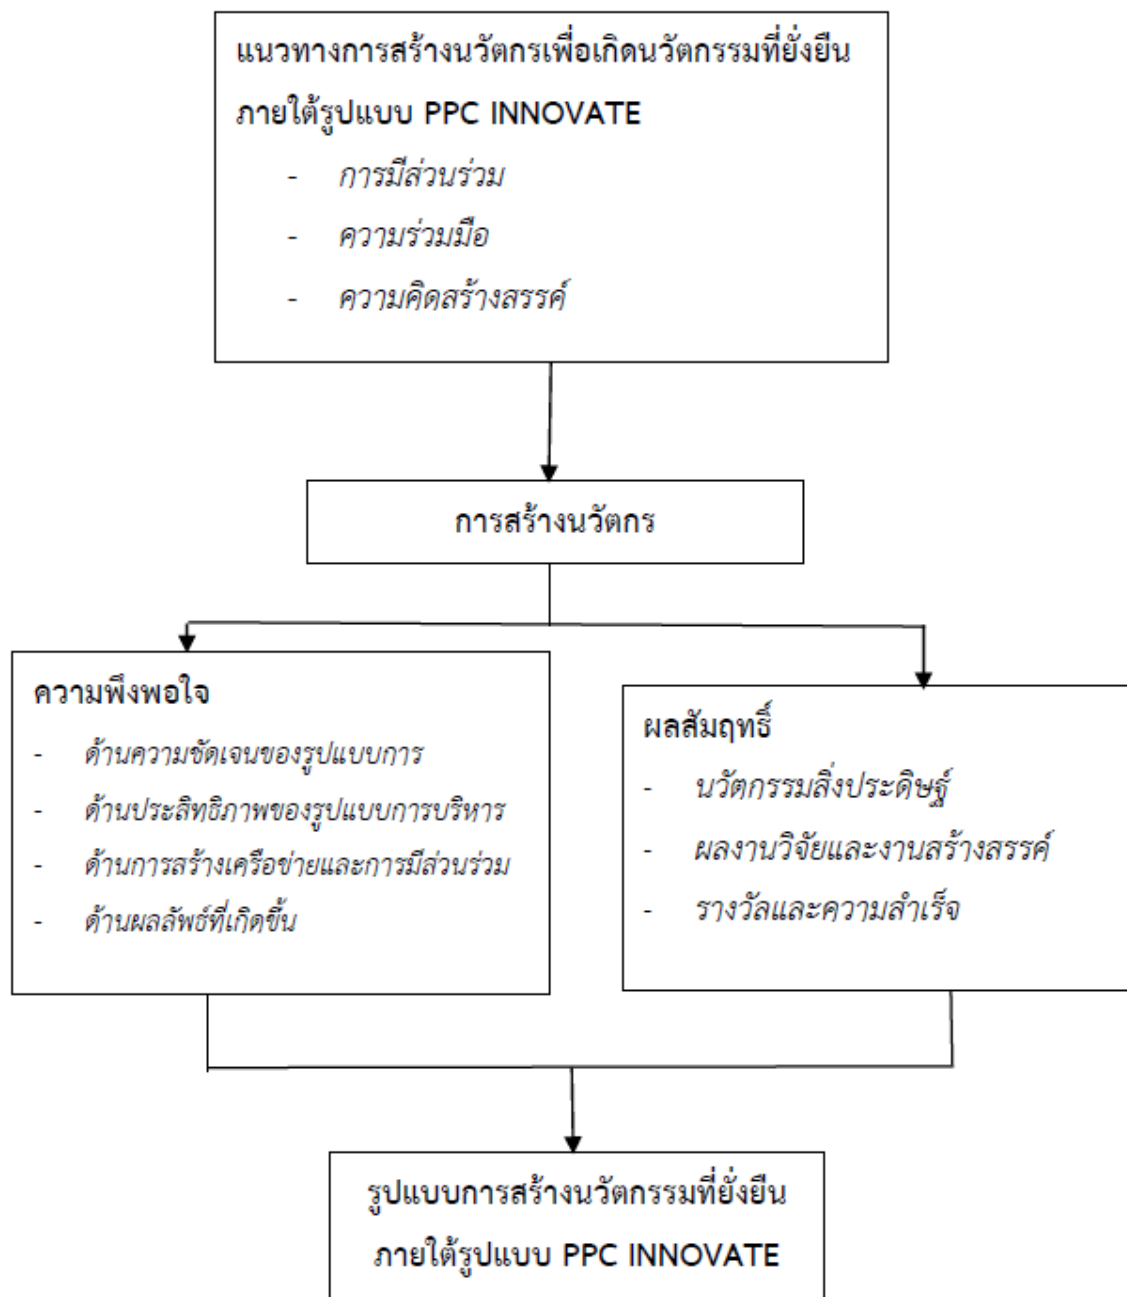 แนวทางการสร้างนวัตกรเพื่อเกิดนวัตกรรมที่ยั่งยืน
ภายใต้รูปแบบ PPC INNOVATE
- การมีส่วนร่วม
- ความร่วมมือ
- ความคิดสร้างสรรค์
การสร้างนวัตกร
ความพึงพอใจ
- ด้านความชัดเจนของรูปแบบการ
- ด้านประสิทธิภาพของรูปแบบการบริหาร
- ด้านการสร้างเครือข่ายและการมีส่วนร่วม
- ด้านผลลัพธ์ที่เกิดขึ้น
ผลสัมฤทธิ์
- นวัตกรรมสิ่งประดิษฐ์
- ผลงานวิจัยและงานสร้างสรรค์
- รางวัลและความสำเร็จ
รูปแบบการสร้างนวัตกรรมที่ยั่งยืน
ภายใต้รูปแบบ PPC INNOVATE